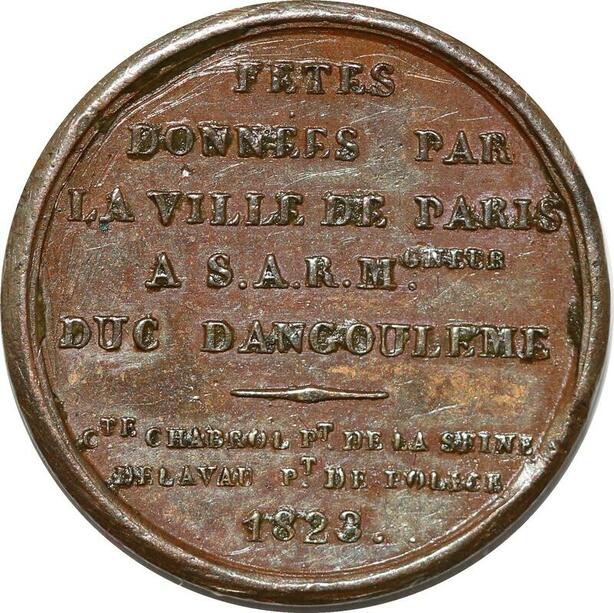 FETES
DONNEES PAR
LA VILLE DE PARIS
A S.A.R.M.GNEUR
DUC DANGOULEME
CTE CHABROL PT DE LA SEINE
DELAVAU PT DE POLICE
1823.